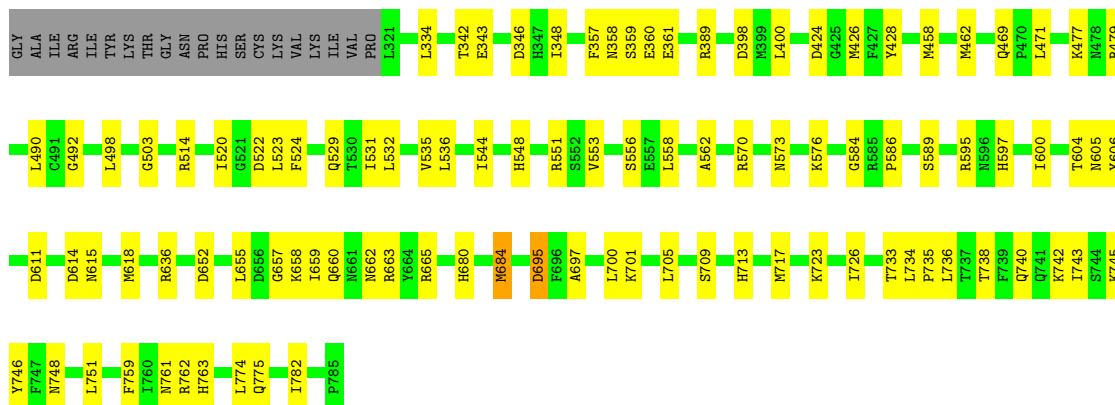 GLY ALA ILE ARG ILE TYR LYS THR GLY ASN PRO HIS SER CYS LYS VAL LYS ILE VAL PRO L321 L334 T342 E343 D346 H347 I348 F357 N358 S359 E360 E361 R389 D398 M399 L400 D424 G425 M426 F427 Y428 M458 M462 Q469 P470 L471 K477 N478
L490 C491 G492 L498 G503 R514 I520 G521 D522 L523 F524 Q529 T530 I531 L532 V535 L536 I544 H548 R551 S552 V553 S556 E557 L558 A562 R570 N573 K576 G584 R585 P586 S589 R595 N596 H597 I600 T604 N605
D611 D614 N615 M618 R636 D652 L655 D656 G657 K658 I659 Q660 N661 N662 R663 Y664 R665 H680 M684 D695 F696 A697 L700 K701 L705 S709 H713 M717 K723 I726 T733 L734 P735 L736 T737 T738 F739 Q740 Q741 K742 I743 S744 K745
Y746 F747 N748 L751 F759 I760 N761 R762 H763 L774 Q775 I782 P785